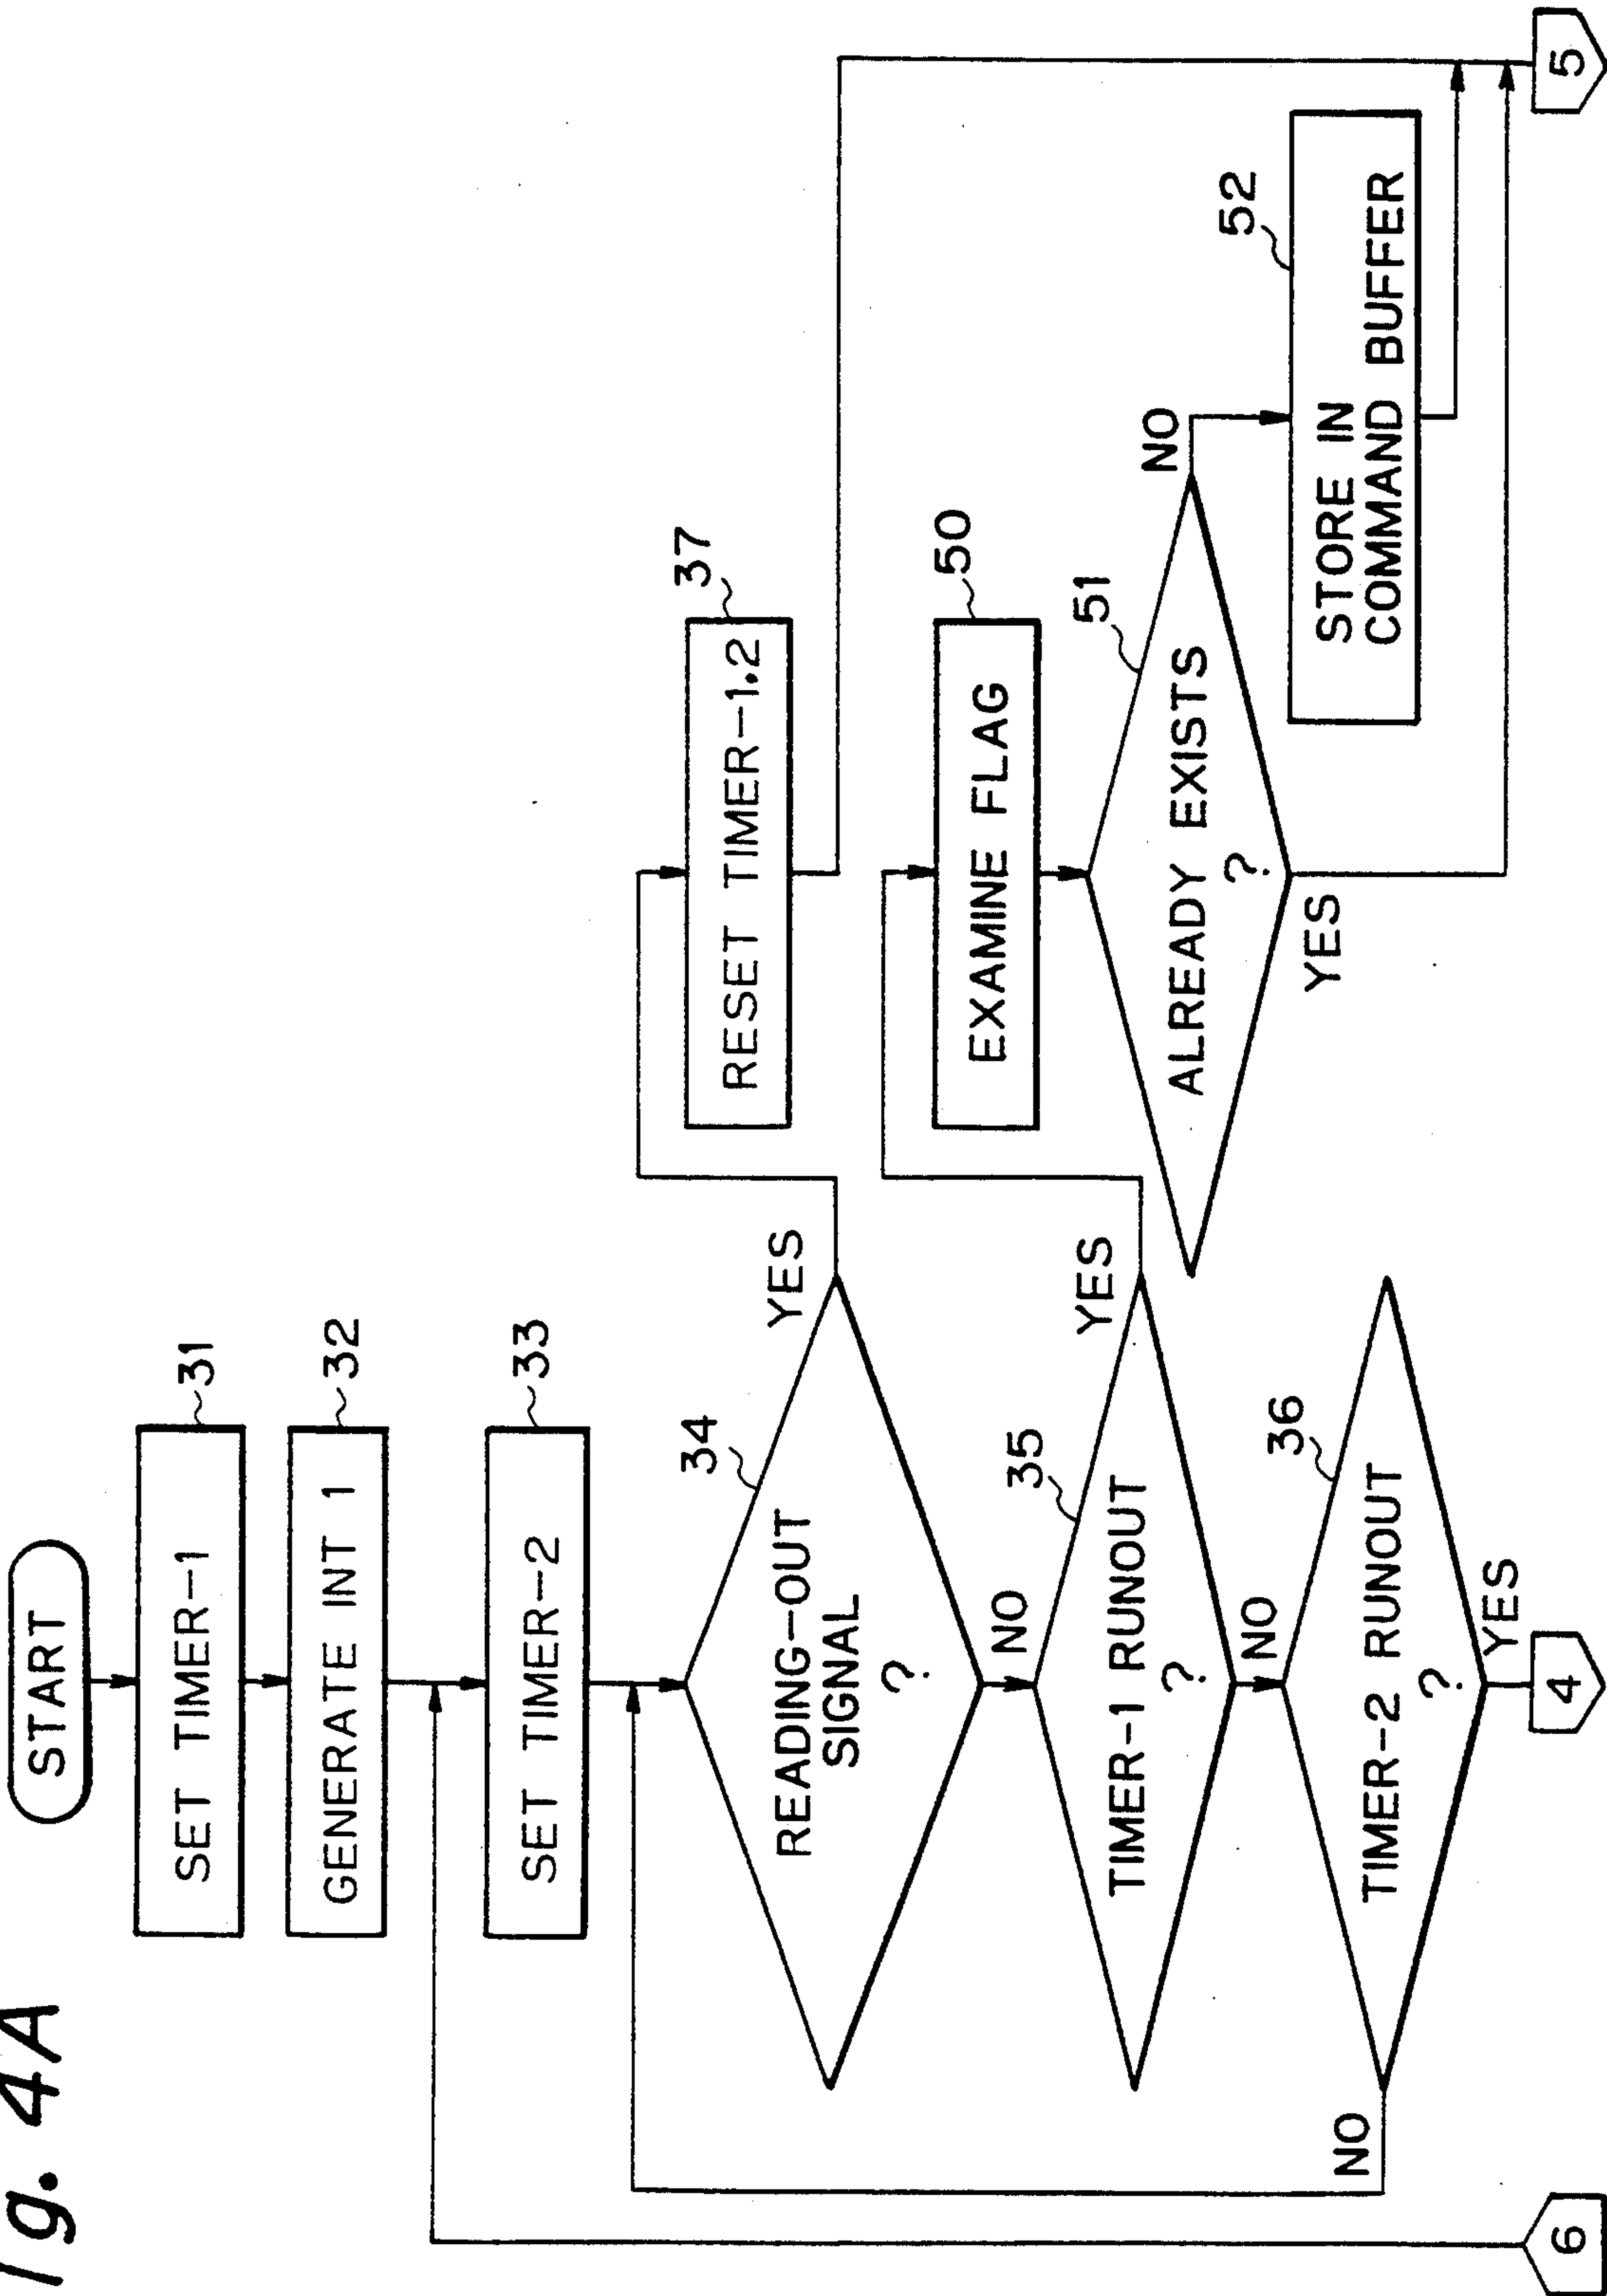 ig. 4A
START
SET TIMER-1
31
GENERATE INT 1
32
SET TIMER-2
33
READING-OUT
SIGNAL
?
34
YES
NO
RESET TIMER-1.2
37
TIMER-1 RUNOUT
?
35
YES
NO
EXAMINE FLAG
50
ALREADY EXISTS
?
51
NO
YES
STORE IN
COMMAND BUFFER
52
TIMER-2 RUNOUT
?
36
NO
YES
6
4
5